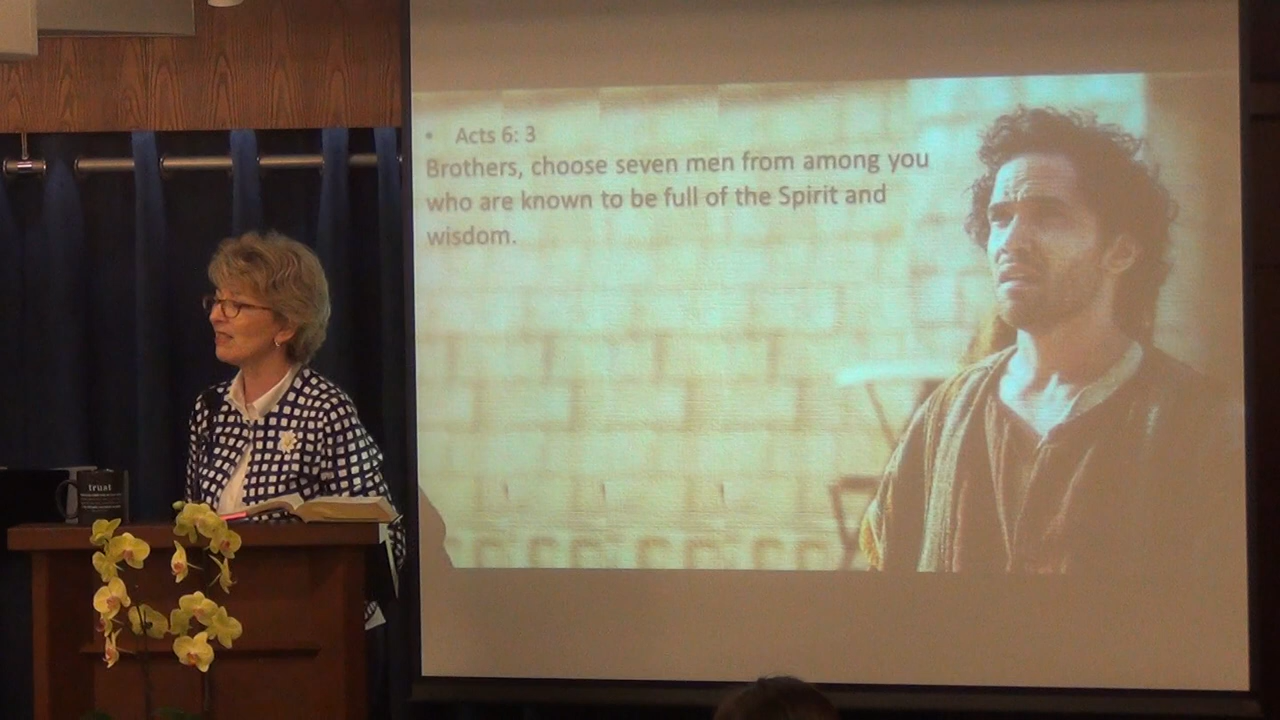 • Acts 6: 3
Brothers, choose seven men from among you
who are known to be full of the Spirit and
wisdom.
trust